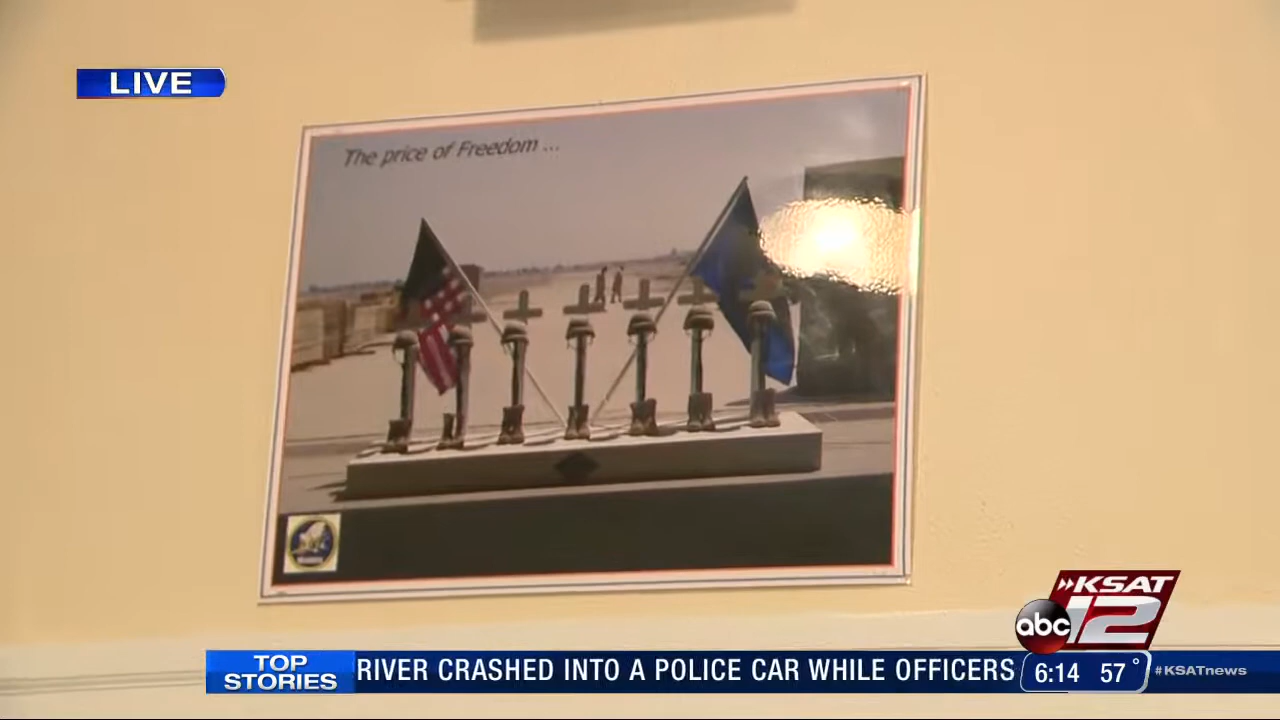 LIVE
The price of Freedom ...
KSAT
abc 12
TOP STORIES
RIVER CRASHED INTO A POLICE CAR WHILE OFFICERS
6:14 57°
#KSATnews